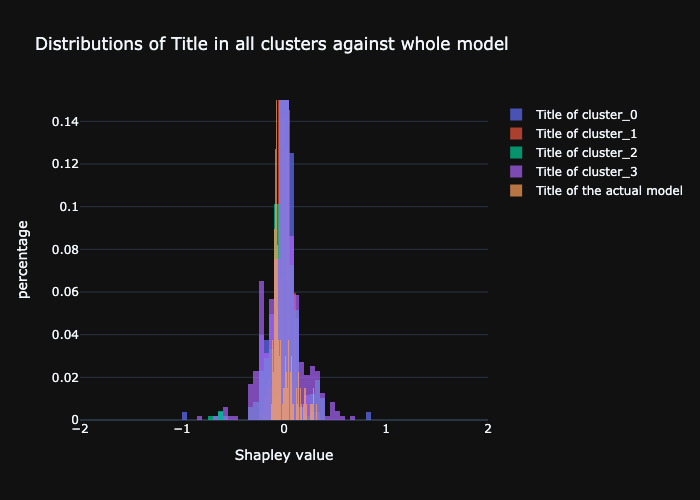 Distributions of Title in all clusters against whole model
0.14
0.12
0.1
0.08
0.06
0.04
0.02
0
−2
−1
0
1
2
percentage
Shapley value
Title of cluster_0
Title of cluster_1
Title of cluster_2
Title of cluster_3
Title of the actual model